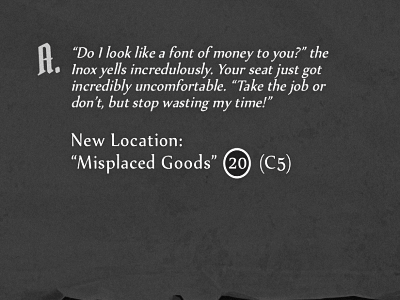 A. “Do I look like a font of money to you?” the
Inox yells incredulously. Your seat just got
incredibly uncomfortable. “Take the job or
don’t, but stop wasting my time!”
New Location:
“Misplaced Goods” 20 (C5)